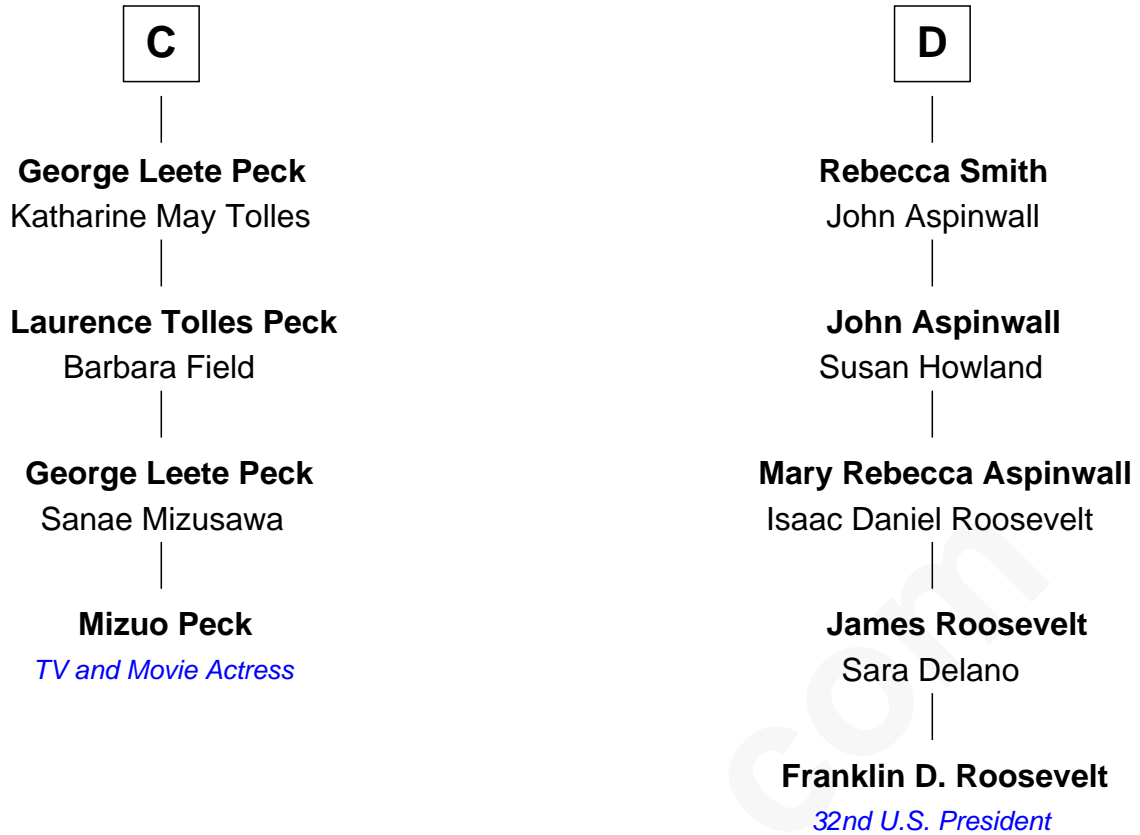 C
George Leete Peck
Katharine May Tolles
Laurence Tolles Peck
Barbara Field
George Leete Peck
Sanae Mizusawa
Mizuo Peck
TV and Movie Actress
D
Rebecca Smith
John Aspinwall
John Aspinwall
Susan Howland
Mary Rebecca Aspinwall
Isaac Daniel Roosevelt
James Roosevelt
Sara Delano
Franklin D. Roosevelt
32nd U.S. President
com